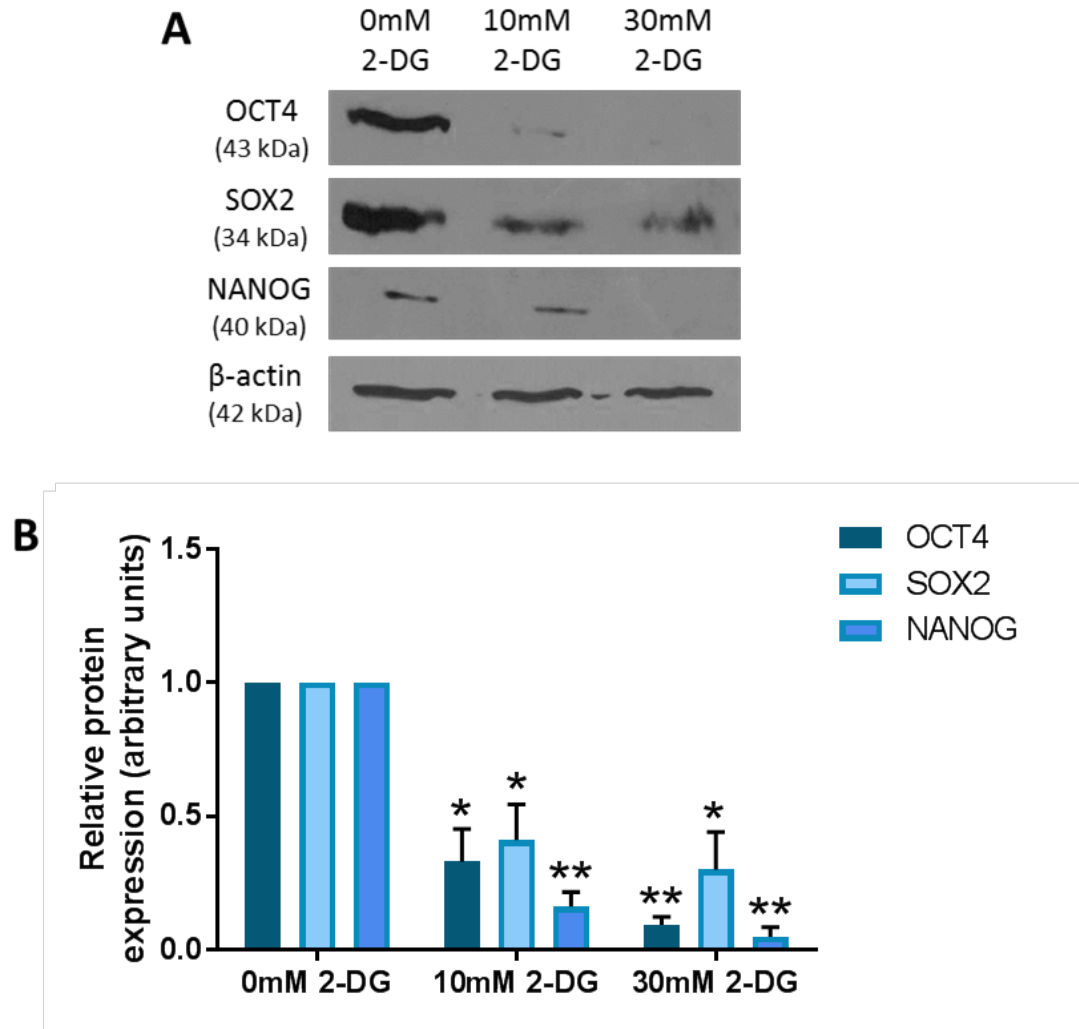 A
0mM 10mM 30mM
2-DG 2-DG 2-DG
OCT4
(43 kDa)
SOX2
(34 kDa)
NANOG
(40 kDa)
β-actin
(42 kDa)
B
Relative protein
expression (arbitrary units)
1.5
1.0
0.5
0.0
* * **
** * **
0mM 2-DG 10mM 2-DG 30mM 2-DG
OCT4
SOX2
NANOG